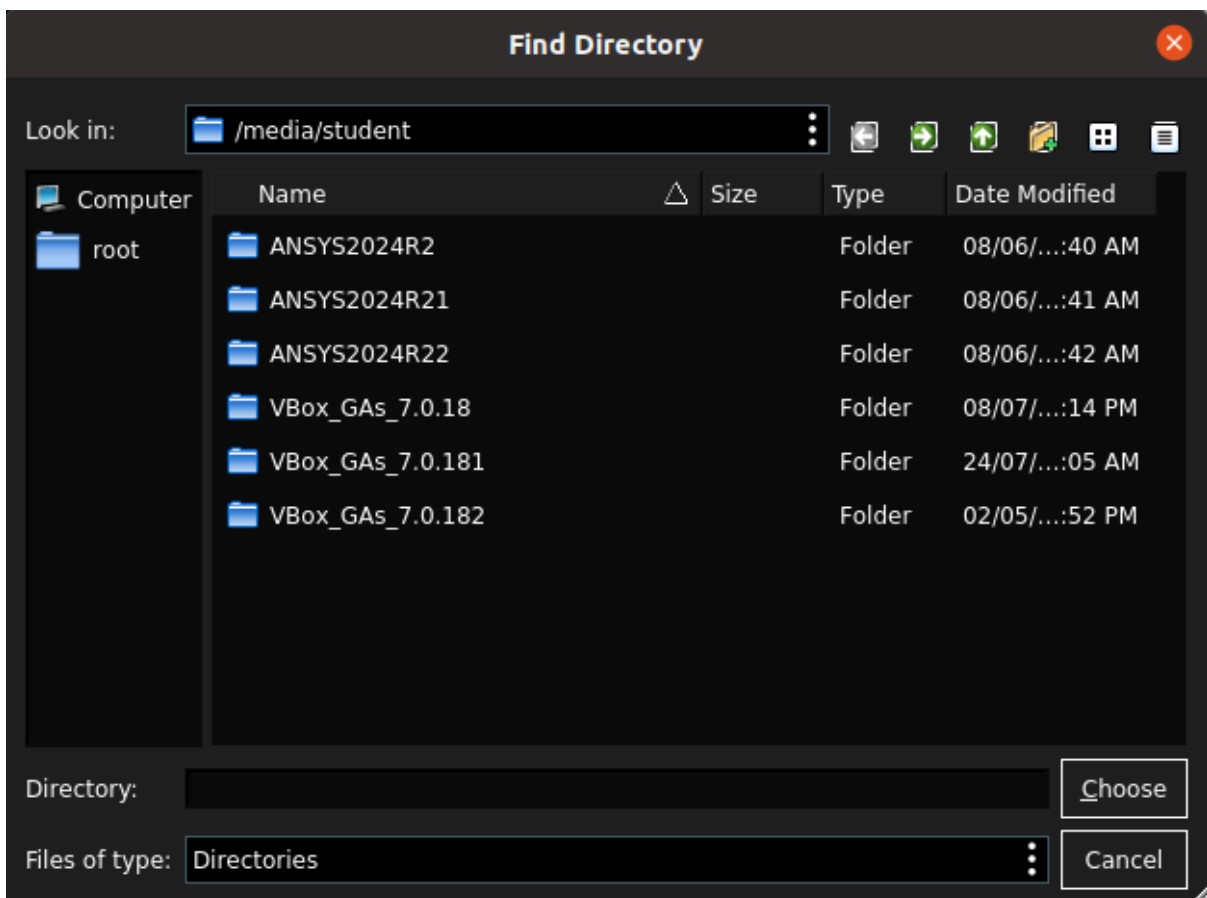 Find Directory
Look in: /media/student
Computer
root
Name Size Type Date Modified
ANSYS2024R2 Folder 08/06/...:40 AM
ANSYS2024R21 Folder 08/06/...:41 AM
ANSYS2024R22 Folder 08/06/...:42 AM
VBox_GAs_7.0.18 Folder 08/07/...:14 PM
VBox_GAs_7.0.181 Folder 24/07/...:05 AM
VBox_GAs_7.0.182 Folder 02/05/...:52 PM
Directory: Choose
Files of type: Directories Cancel